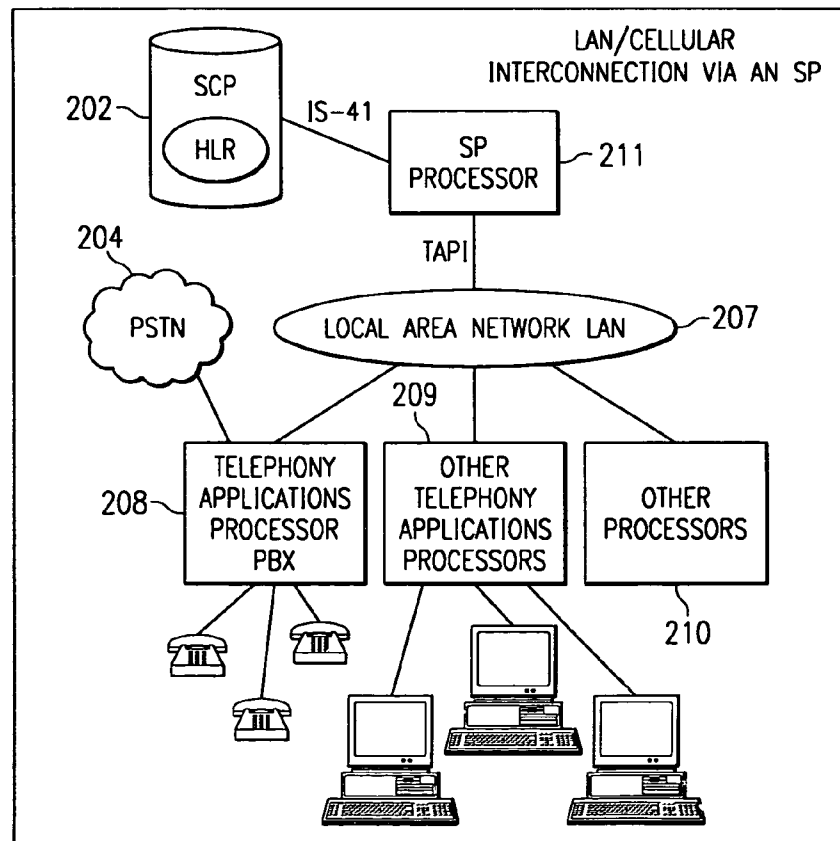 LAN/CELLULAR
INTERCONNECTION VIA AN SP
202
SCP
HLR
IS-41
SP
PROCESSOR
211
TAPI
204
PSTN
LOCAL AREA NETWORK LAN
207
209
208
TELEPHONY
APPLICATIONS
PROCESSOR
PBX
OTHER
TELEPHONY
APPLICATIONS
PROCESSORS
OTHER
PROCESSORS
210